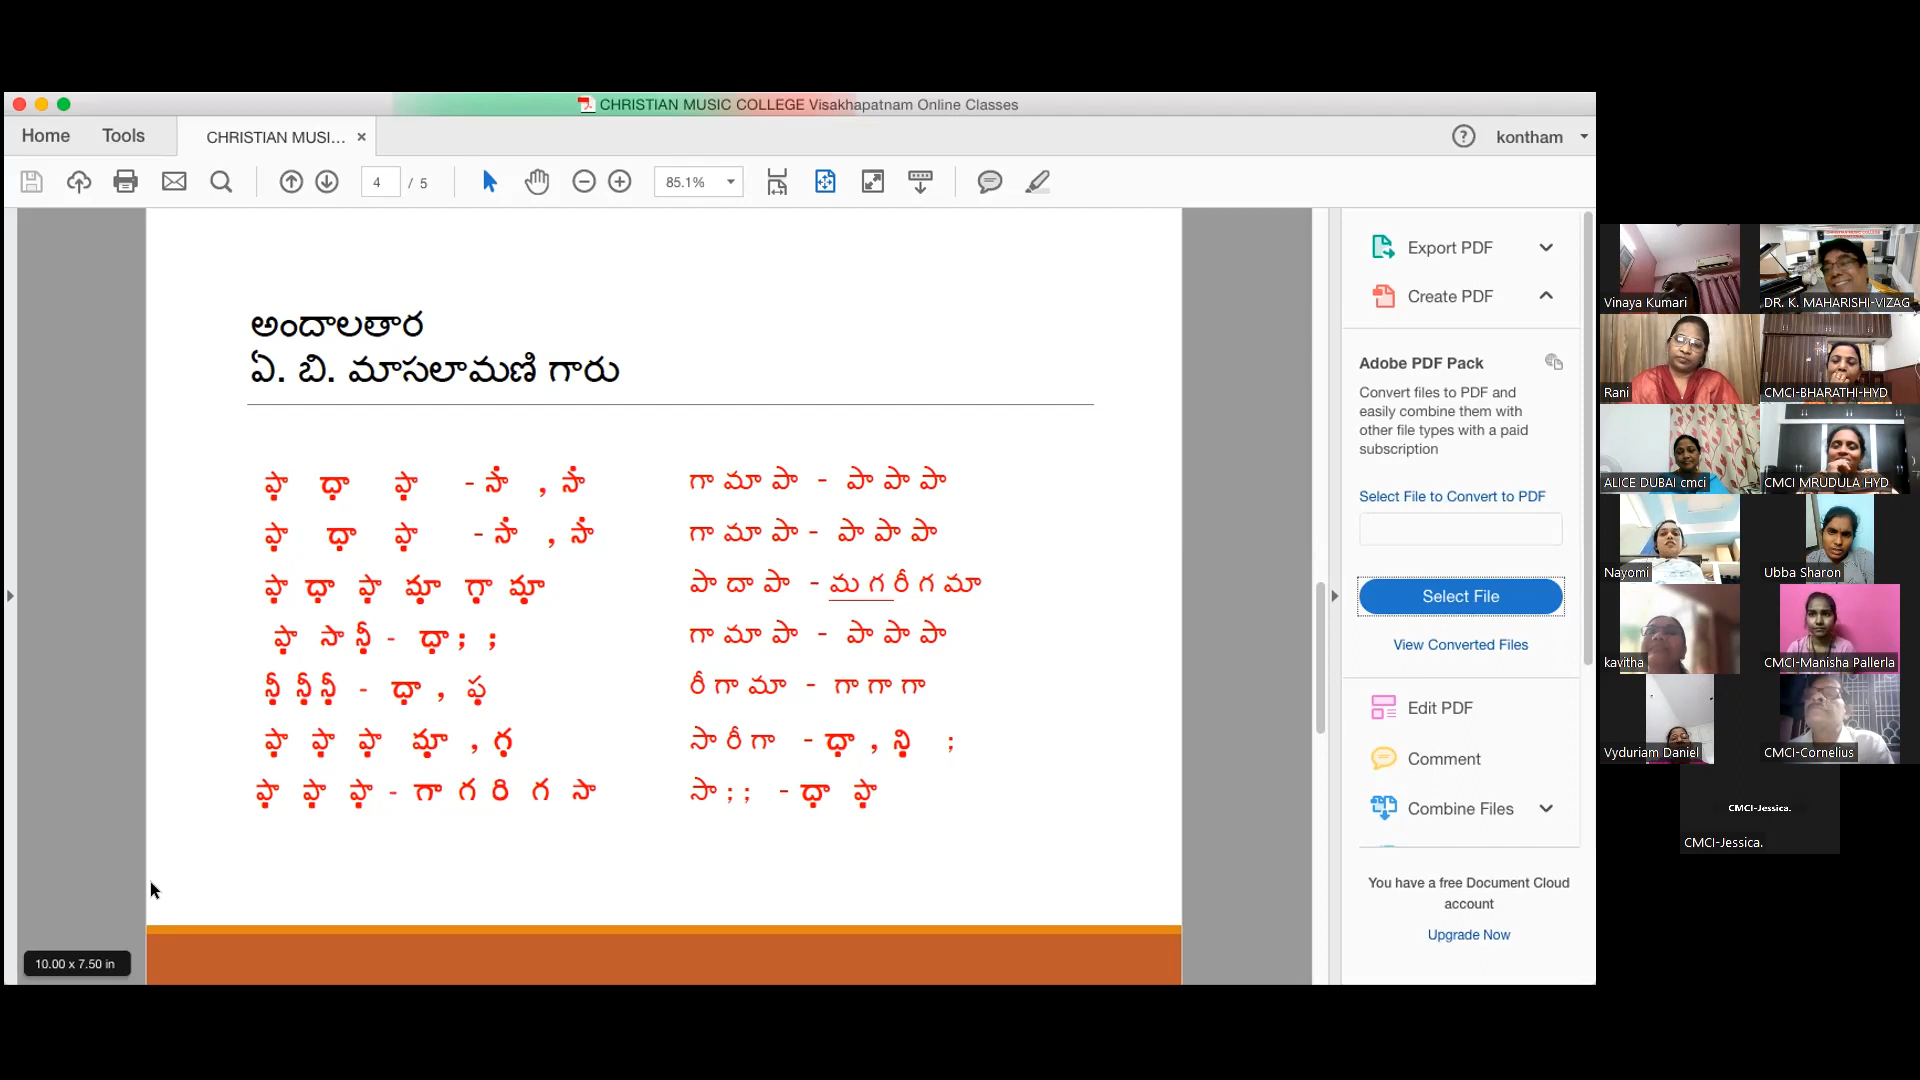 CHRISTIAN MUSIC COLLEGE Visakhapatnam Online Classes
Home Tools CHRISTIAN MUSI... × kontham
4 / 5 85.1%
అందాలతార
ఏ. బి. మాసలామణి గారు
ప్తా ధా ప్తా - సా , సా
ప్తా ధా ప్తా - సా , సా
పా ధా పా మా గా మా
పా సా నీ - ధా ; ;
నీ నీ నీ - ధా , ప
పా పా పా మా , గ
పా పా పా - గా గ రి గ సా
గా మా పా - పా పా పా
గా మా పా - పా పా పా
పా దా పా - మ గ రీ గ మా
గా మా పా - పా పా పా
రీ గా మా - గా గా గా
సా రీ గా - ధా , ని ;
సా ; ; - ధా పా
10.00 x 7.50 in
Export PDF
Create PDF
Adobe PDF Pack
Convert files to PDF and
easily combine them with
other file types with a paid
subscription
Select File to Convert to PDF
Select File
View Converted Files
Edit PDF
Comment
Combine Files
You have a free Document Cloud
account
Upgrade Now
Vinaya Kumari
DR. K. MAHARISHI-VIZAG
Rani
CMCI-BHARATHI-HYD
ALICE DUBAI cmci
CMCI MRUDULA HYD
Nayomi
Ubba Sharon
kavitha
CMCI-Manisha Pallerla
Vyduriam Daniel
CMCI-Cornelius
CMCI-Jessica.
CMCI-Jessica.